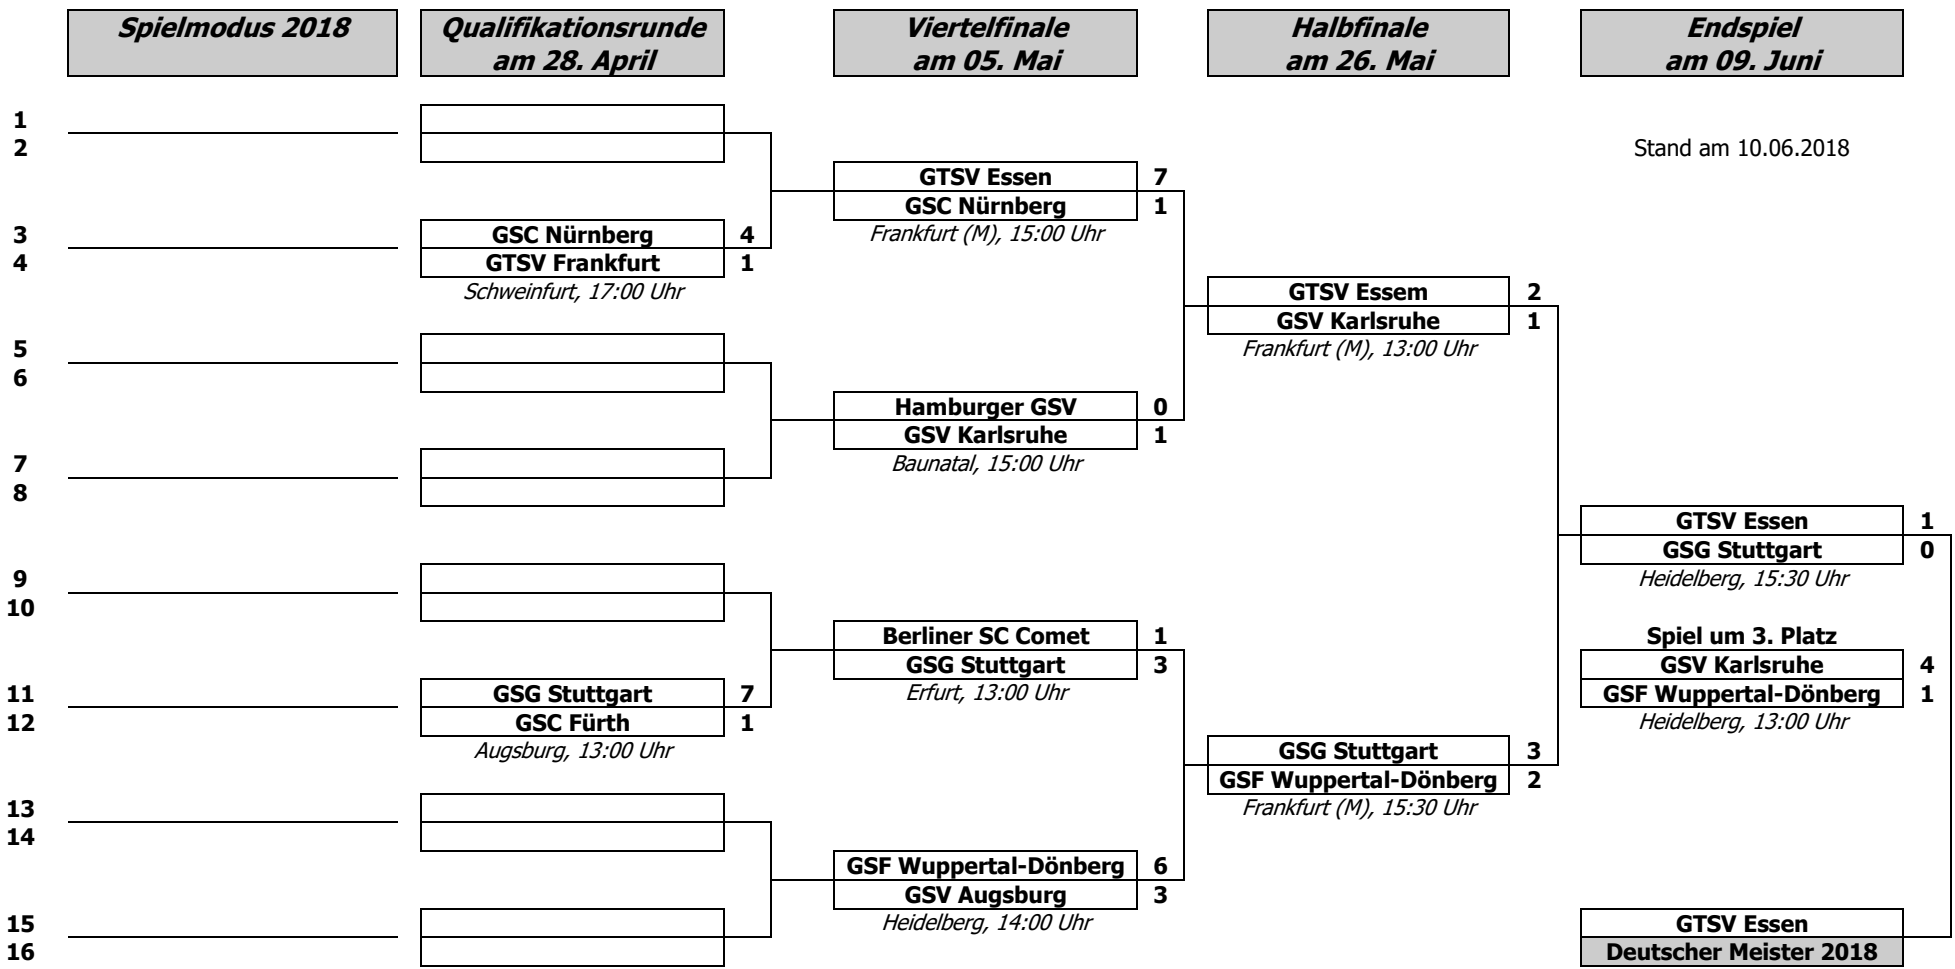 Spielmodus 2018
Qualifikationsrunde
am 28. April
Viertelfinale
am 05. Mai
Halbfinale
am 26. Mai
Endspiel
am 09. Juni
Stand am 10.06.2018
1
2
3
4
5
6
7
8
9
10
11
12
13
14
15
16
GSC Nürnberg 4
GTSV Frankfurt 1
Schweinfurt, 17:00 Uhr
GSG Stuttgart 7
GSC Fürth 1
Augsburg, 13:00 Uhr
GTSV Essen 7
GSC Nürnberg 1
Frankfurt (M), 15:00 Uhr
Hamburger GSV 0
GSV Karlsruhe 1
Baunatal, 15:00 Uhr
Berliner SC Comet 1
GSG Stuttgart 3
Erfurt, 13:00 Uhr
GSF Wuppertal-Dönberg 6
GSV Augsburg 3
Heidelberg, 14:00 Uhr
GTSV Essem 2
GSV Karlsruhe 1
Frankfurt (M), 13:00 Uhr
GSG Stuttgart 3
GSF Wuppertal-Dönberg 2
Frankfurt (M), 15:30 Uhr
GTSV Essen 1
GSG Stuttgart 0
Heidelberg, 15:30 Uhr
Spiel um 3. Platz
GSV Karlsruhe 4
GSF Wuppertal-Dönberg 1
Heidelberg, 13:00 Uhr
GTSV Essen
Deutscher Meister 2018